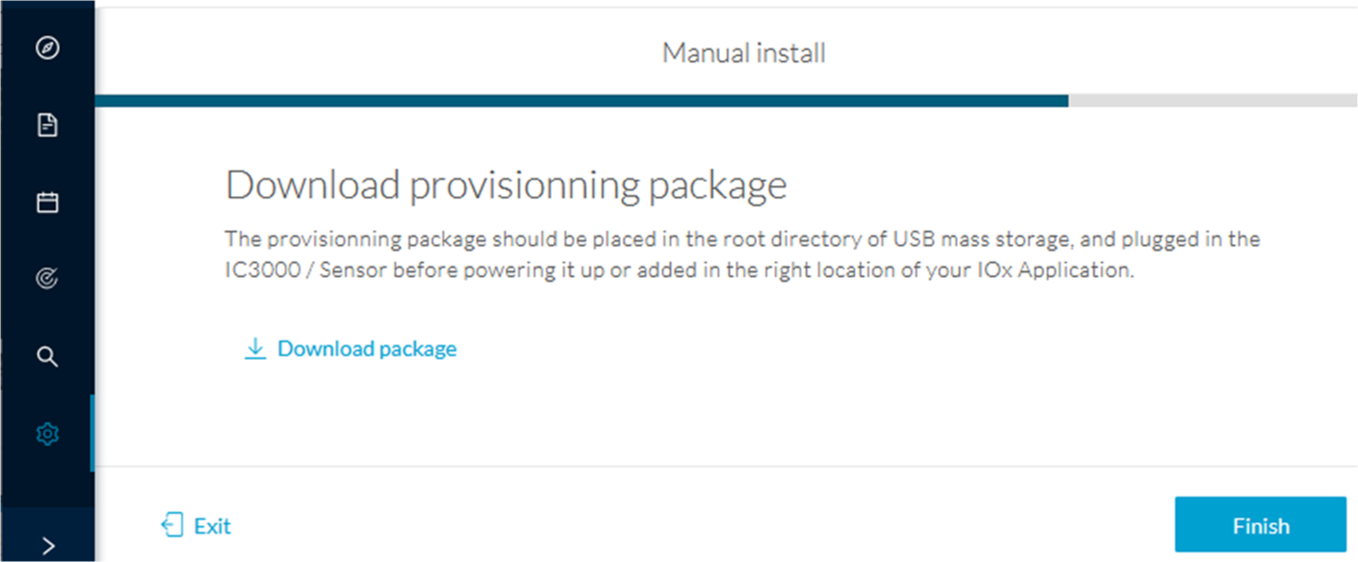 Manual install
Download provisionning package
The provisionning package should be placed in the root directory of USB mass storage, and plugged in the
IC3000 / Sensor before powering it up or added in the right location of your IOx Application.
Download package
Exit
Finish